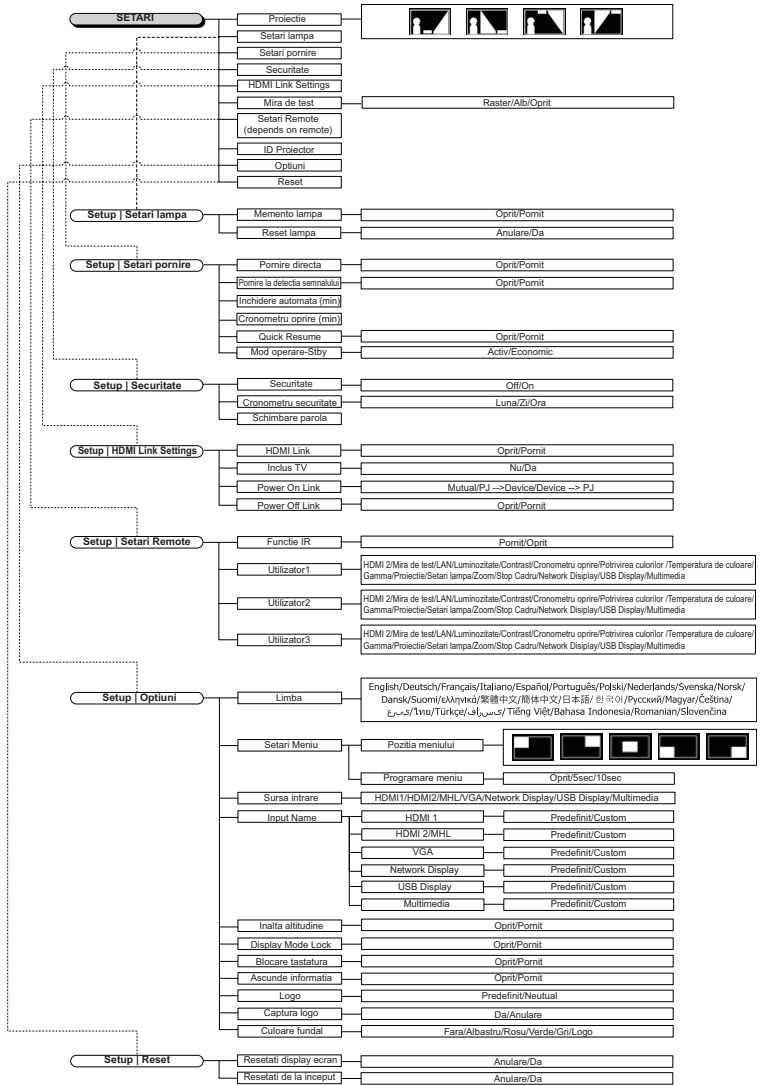 SETARI
Proiectie
Setari lampa
Setari pornire
Securitate
HDMI Link Settings
Mira de test
Raster/Alb/Oprit
Setari Remote
(depends on remote)
ID Proiector
Optiuni
Reset
Setup | Setari lampa
Memento lampa
Oprit/Pornit
Reset lampa
Anulare/Da
Setup | Setari pornire
Pornire directa
Oprit/Pornit
Pornire la detectia semnalului
Oprit/Pornit
Inchidere automata (min)
Cronometru oprire (min)
Quick Resume
Oprit/Pornit
Mod operare-Stby
Activ/Economic
Setup | Securitate
Securitate
Off/On
Cronometru securitate
Luna/Zi/Ora
Schimbare parola
Setup | HDMI Link Settings
HDMI Link
Oprit/Pornit
Inclus TV
Nu/Da
Power On Link
Mutual/PJ -->Device/Device --> PJ
Power Off Link
Oprit/Pornit
Setup | Setari Remote
Functie IR
Pornit/Oprit
Utilizator1
HDMI 2/Mira de test/LAN/Luminozitate/Contrast/Cronometru oprire/Potrivirea culorilor /Temperatura de culoare/
Gamma/Proiectie/Setari lampa/Zoom/Stop Cadru/Network Disiplay/USB Display/Multimedia
Utilizator2
HDMI 2/Mira de test/LAN/Luminozitate/Contrast/Cronometru oprire/Potrivirea culorilor /Temperatura de culoare/
Gamma/Proiectie/Setari lampa/Zoom/Stop Cadru/Network Disiplay/USB Display/Multimedia
Utilizator3
HDMI 2/Mira de test/LAN/Luminozitate/Contrast/Cronometru oprire/Potrivirea culorilor /Temperatura de culoare/
Gamma/Proiectie/Setari lampa/Zoom/Stop Cadru/Network Disiplay/USB Display/Multimedia
Setup | Optiuni
Limba
English/Deutsch/Français/Italiano/Español/Português/Polski/Nederlands/Svenska/Norsk/
Dansk/Suomi/ελληνικά/繁體中文/簡体中文/日本語/한국어/Русский/Magyar/Čeština/
ﻱﺏﺭﻉ/ไทย/Türkçe/ﻯﺱﺭﺍﻑ/Tiếng Việt/Bahasa Indonesia/Romanian/Slovenčina
Setari Meniu
Pozitia meniului
Programare meniu
Oprit/5sec/10sec
Sursa intrare
HDMI1/HDMI2/MHL/VGA/Network Display/USB Display/Multimedia
Input Name
HDMI 1
Predefinit/Custom
HDMI 2/MHL
Predefinit/Custom
VGA
Predefinit/Custom
Network Display
Predefinit/Custom
USB Display
Predefinit/Custom
Multimedia
Predefinit/Custom
Inalta altitudine
Oprit/Pornit
Display Mode Lock
Oprit/Pornit
Blocare tastatura
Oprit/Pornit
Ascunde informatia
Oprit/Pornit
Logo
Predefinit/Neutual
Captura logo
Da/Anulare
Culoare fundal
Fara/Albastru/Rosu/Verde/Gri/Logo
Setup | Reset
Resetati display ecran
Anulare/Da
Resetati de la inceput
Anulare/Da